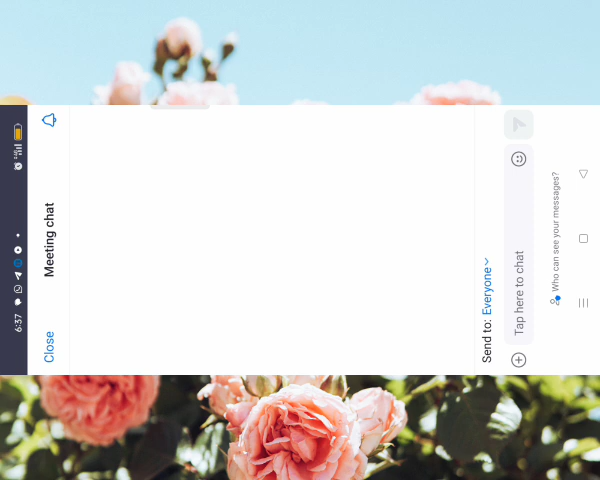 6:37
Close
Meeting chat
Send to: Everyone
Tap here to chat
Who can see your messages?